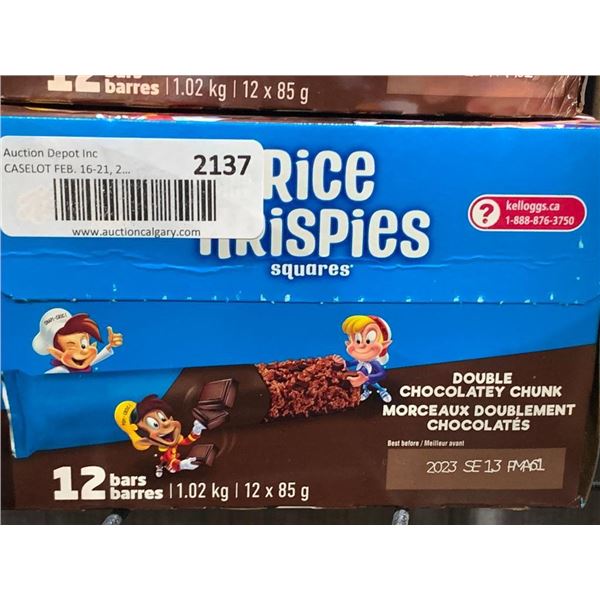 12 bars
barres | 1.02 kg | 12 x 85 g
Auction Depot Inc
CASELOT FEB. 16-21, 2...
2137
www.auctioncalgary.com
RICE
KRISPIES
squares
?
kelloggs.ca
1-888-876-3750
SNAP!
DOUBLE
CHOCOLATEY CHUNK
MORCEAUX DOUBLEMENT
CHOCOLATÉS
Best before / Meilleur avant
2023 SE 13 PMA61
12 bars
barres | 1.02 kg | 12 x 85 g